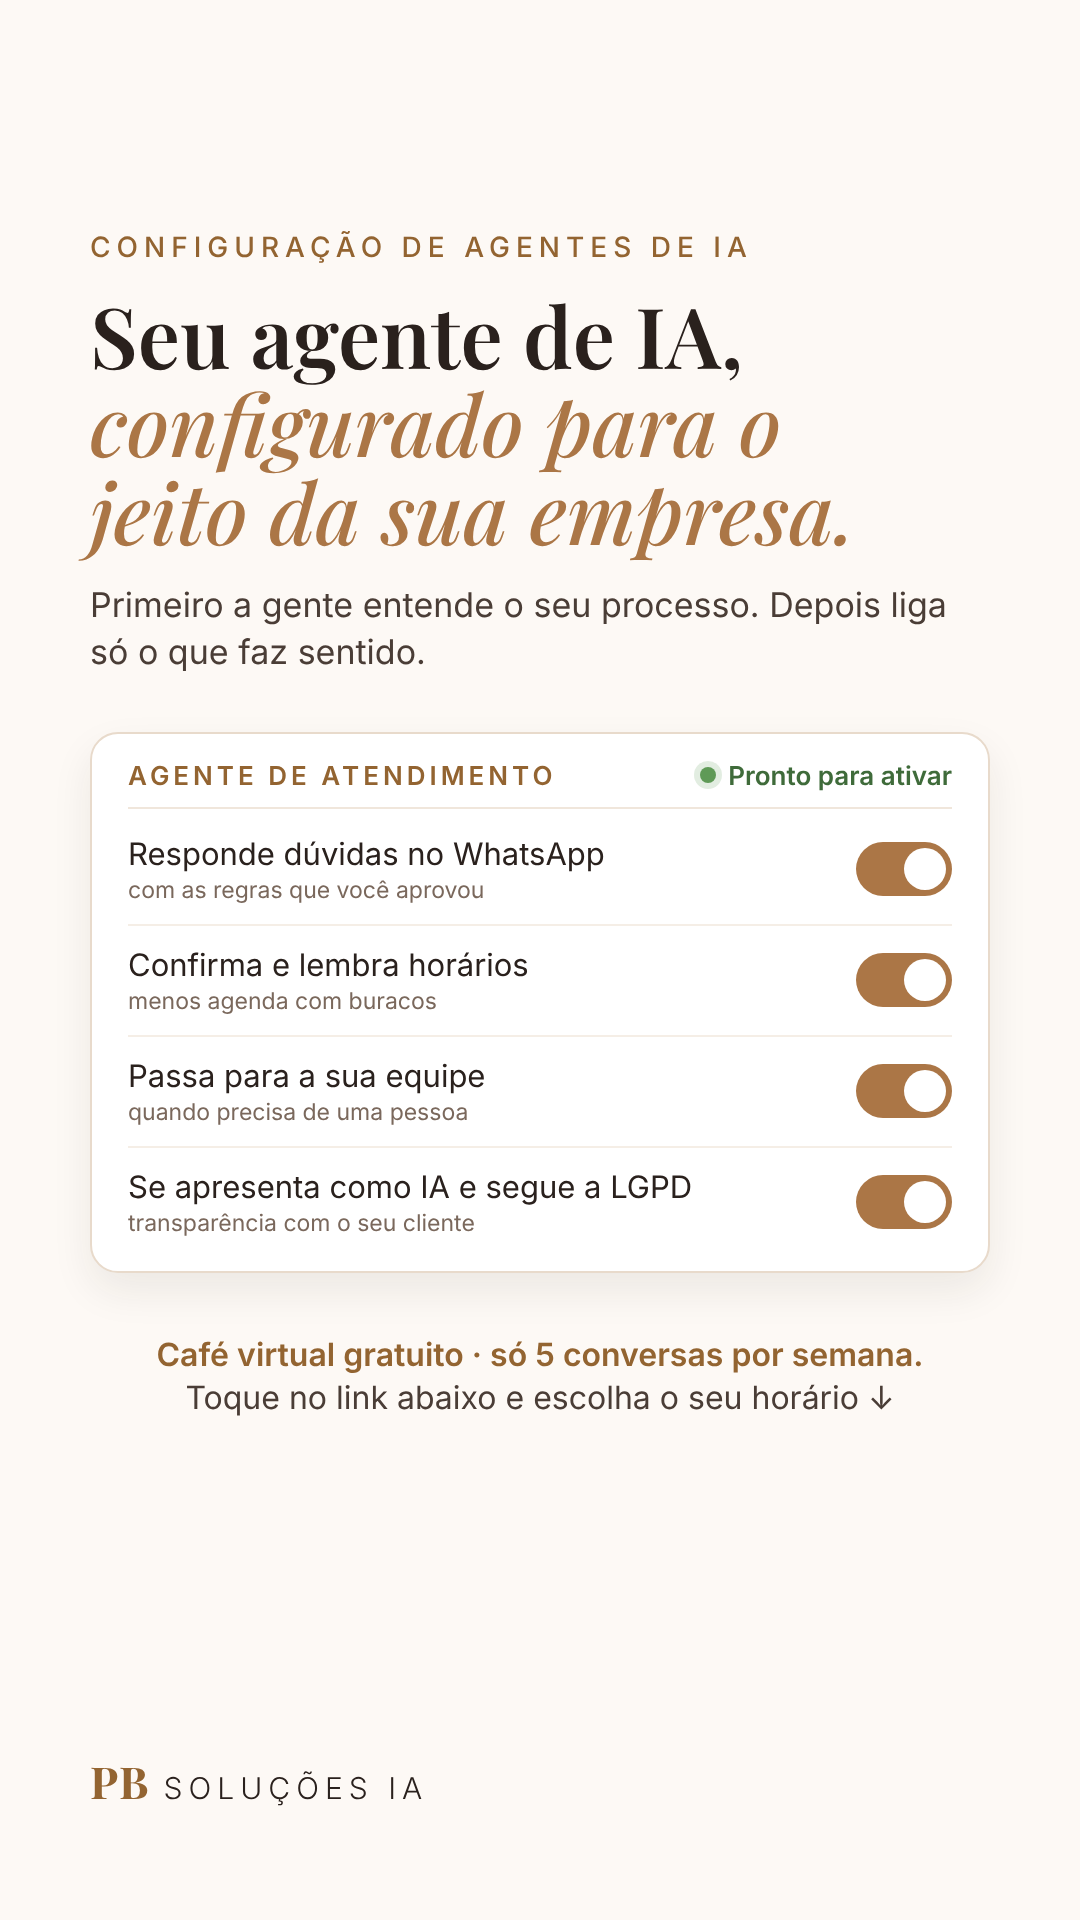 CONFIGURAÇÃO DE AGENTES DE IA
Seu agente de IA,
configurado para o
jeito da sua empresa.
Primeiro a gente entende o seu processo. Depois liga
só o que faz sentido.
AGENTE DE ATENDIMENTO
Pronto para ativar
Responde dúvidas no WhatsApp
com as regras que você aprovou
Confirma e lembra horários
menos agenda com buracos
Passa para a sua equipe
quando precisa de uma pessoa
Se apresenta como IA e segue a LGPD
transparência com o seu cliente
Café virtual gratuito · só 5 conversas por semana.
Toque no link abaixo e escolha o seu horário ↓
PB SOLUÇÕES IA